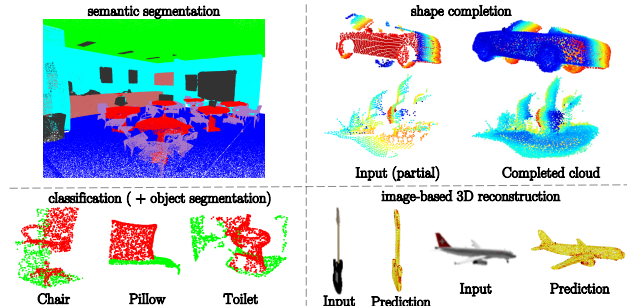 semantic segmentation
shape completion
Input (partial)
Completed cloud
classification ( + object segmentation)
Chair
Pillow
Toilet
image-based 3D reconstruction
Input
Prediction
Input
Prediction